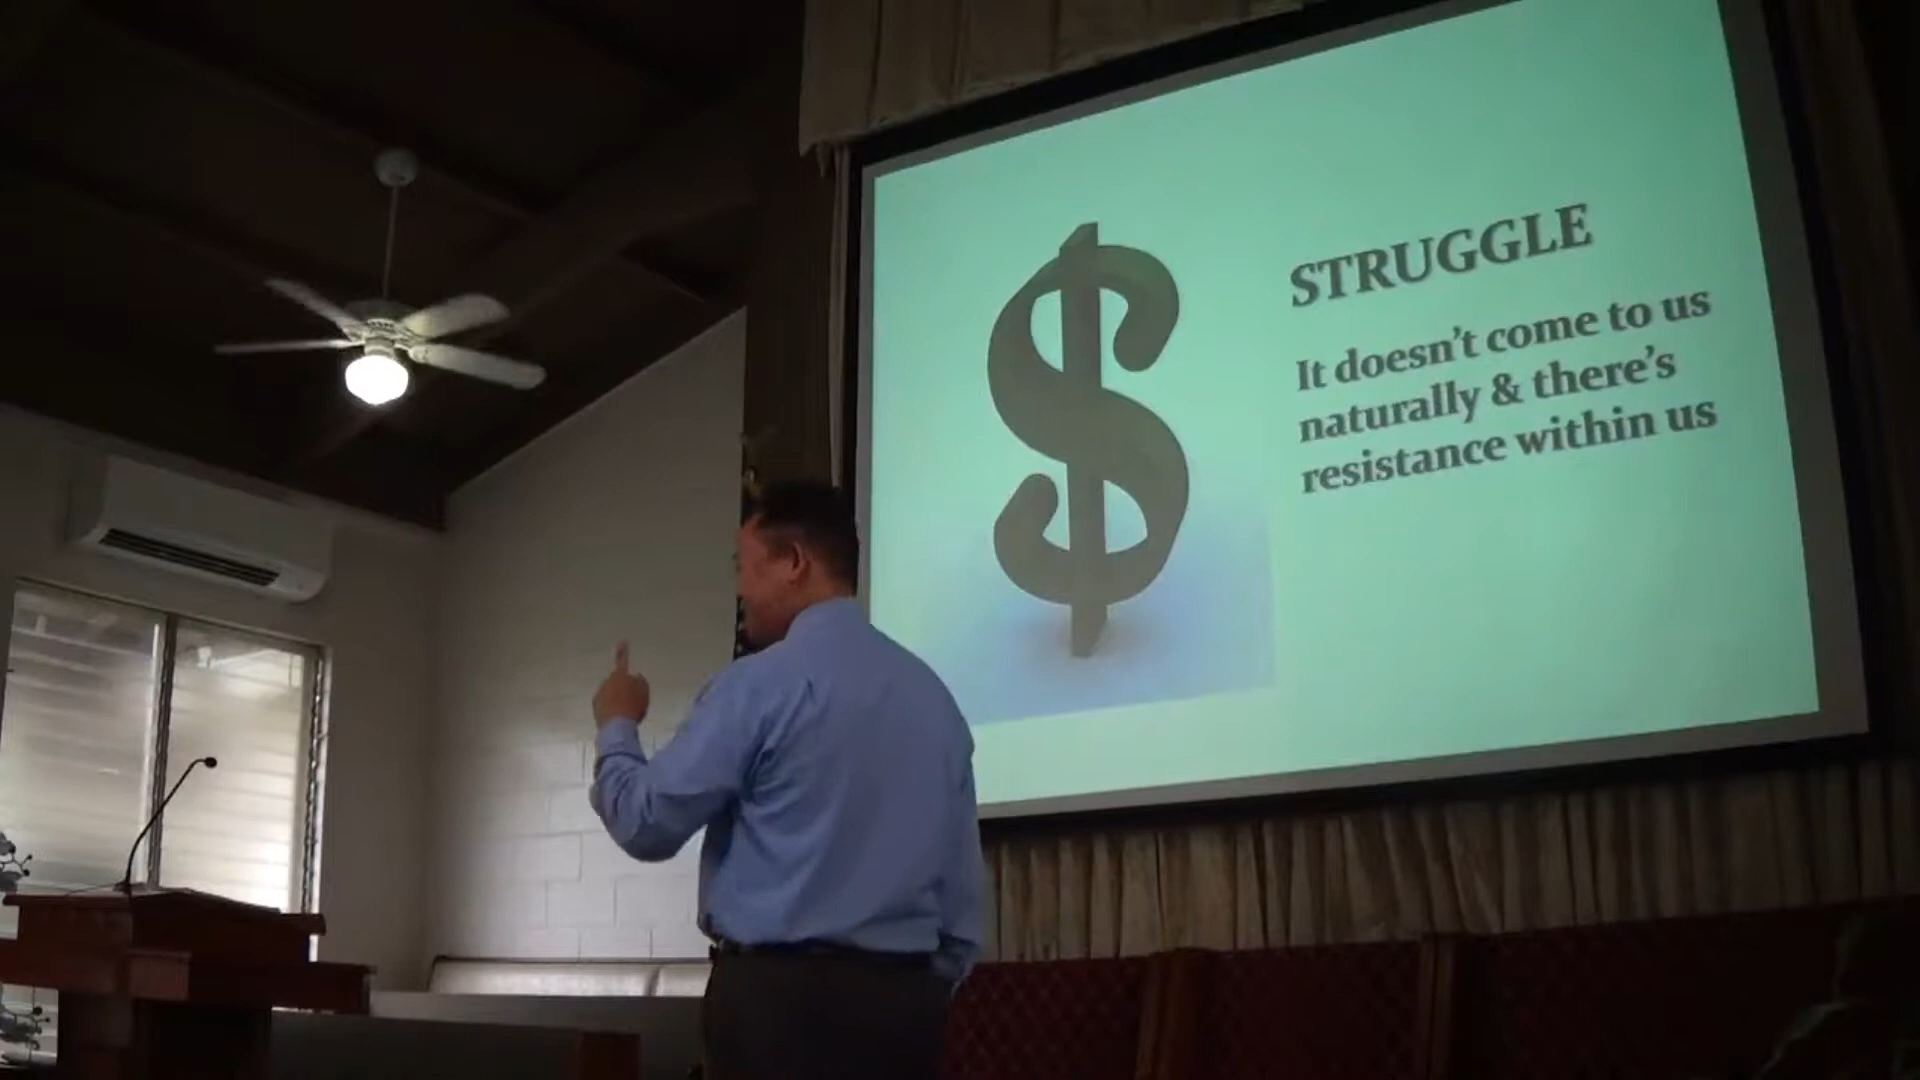 $
STRUGGLE
It doesn't come to us
naturally & there's
resistance within us